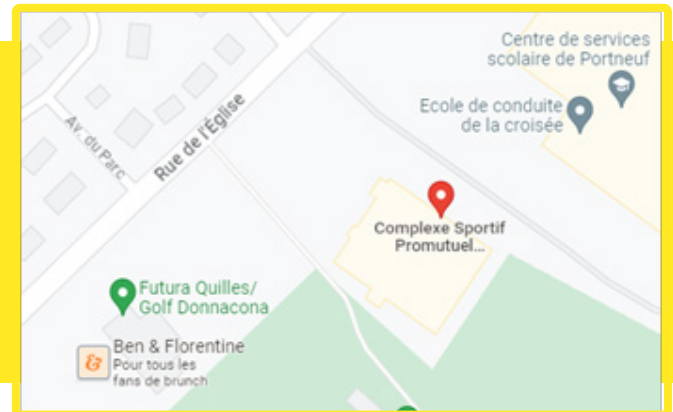 Centre de services
scolaire de Portneuf
Ecole de conduite
de la croisée
Av. du Parc
Rue de l'Église
Complexe Sportif
Promutuel...
Futura Quilles/
Golf Donnacona
Ben & Florentine
Pour tous les
fans de brunch